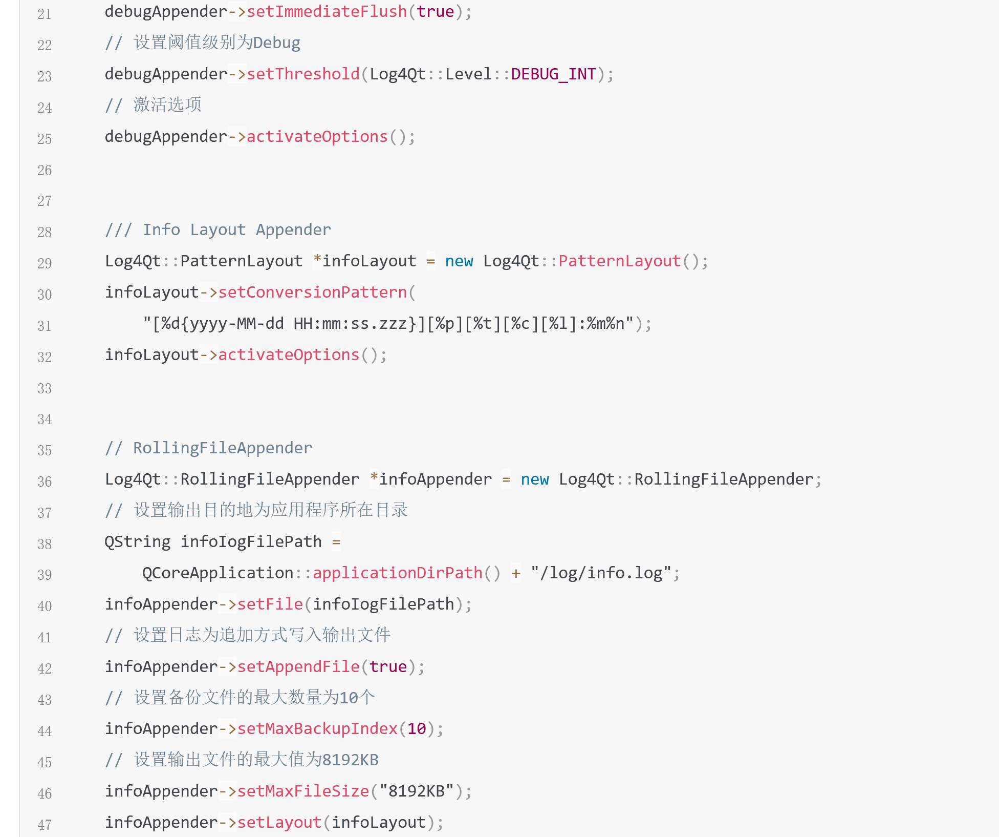 21 debugAppender->setImmediateFlush(true);
22 // 设置阈值级别为Debug
23 debugAppender->setThreshold(Log4Qt::Level::DEBUG_INT);
24 // 激活选项
25 debugAppender->activateOptions();
26
27
28 /// Info Layout Appender
29 Log4Qt::PatternLayout *infoLayout = new Log4Qt::PatternLayout();
30 infoLayout->setConversionPattern(
31 "[%d{yyyy-MM-dd HH:mm:ss.zzz}][%p][%t][%c][%l]:%m%n");
32 infoLayout->activateOptions();
33
34
35 // RollingFileAppender
36 Log4Qt::RollingFileAppender *infoAppender = new Log4Qt::RollingFileAppender;
37 // 设置输出目的地为应用程序所在目录
38 QString infoIogFilePath =
39 QCoreApplication::applicationDirPath() + "/log/info.log";
40 infoAppender->setFile(infoIogFilePath);
41 // 设置日志为追加方式写入输出文件
42 infoAppender->setAppendFile(true);
43 // 设置备份文件的最大数量为10个
44 infoAppender->setMaxBackupIndex(10);
45 // 设置输出文件的最大值为8192KB
46 infoAppender->setMaxFileSize("8192KB");
47 infoAppender->setLayout(infoLayout);